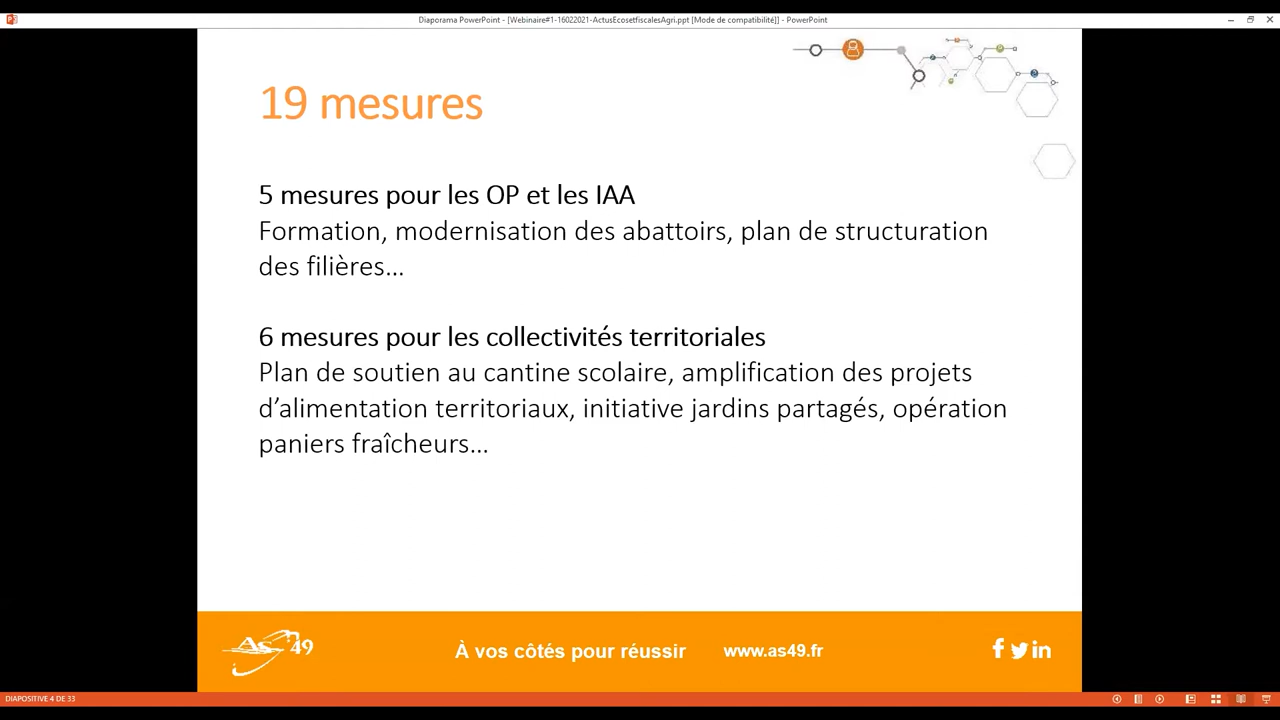 Diaporama PowerPoint - [Webinaire#1-16022021-ActusEcosetfiscalesAgri.ppt [Mode de compatibilité]] - PowerPoint
19 mesures
5 mesures pour les OP et les IAA
Formation, modernisation des abattoirs, plan de structuration
des filières...
6 mesures pour les collectivités territoriales
Plan de soutien au cantine scolaire, amplification des projets
d’alimentation territoriaux, initiative jardins partagés, opération
paniers fraîcheurs...
As 49
À vos côtés pour réussir
www.as49.fr
DIAPOSITIVE 4 DE 33